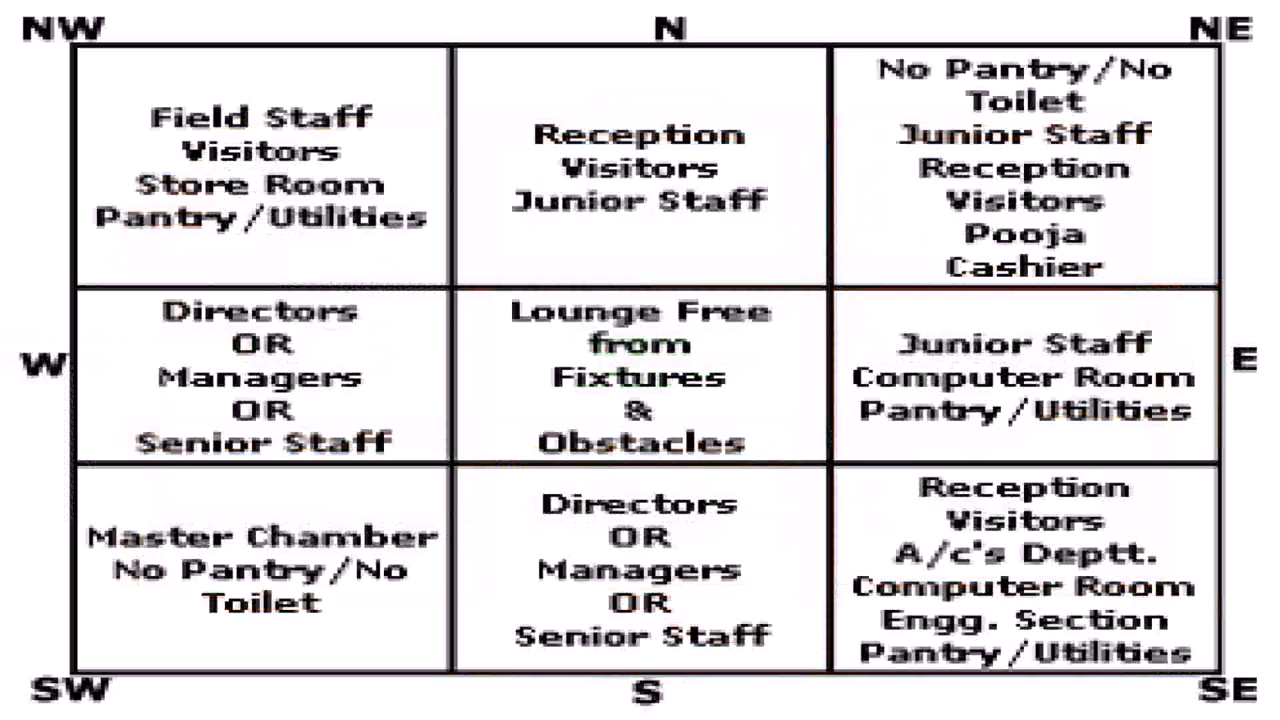 NW N NE
Field Staff
Visitors
Store Room
Pantry/Utilities
Reception
Visitors
Junior Staff
No Pantry/No
Toilet
Junior Staff
Reception
Visitors
Pooja
Cashier
W
Directors
OR
Managers
OR
Senior Staff
Lounge Free
from
Fixtures
&
Obstacles
Junior Staff
Computer Room
Pantry/Utilities
E
Master Chamber
No Pantry/No
Toilet
Directors
OR
Managers
OR
Senior Staff
Reception
Visitors
A/c's Deptt.
Computer Room
Engg. Section
Pantry/Utilities
SW S SE